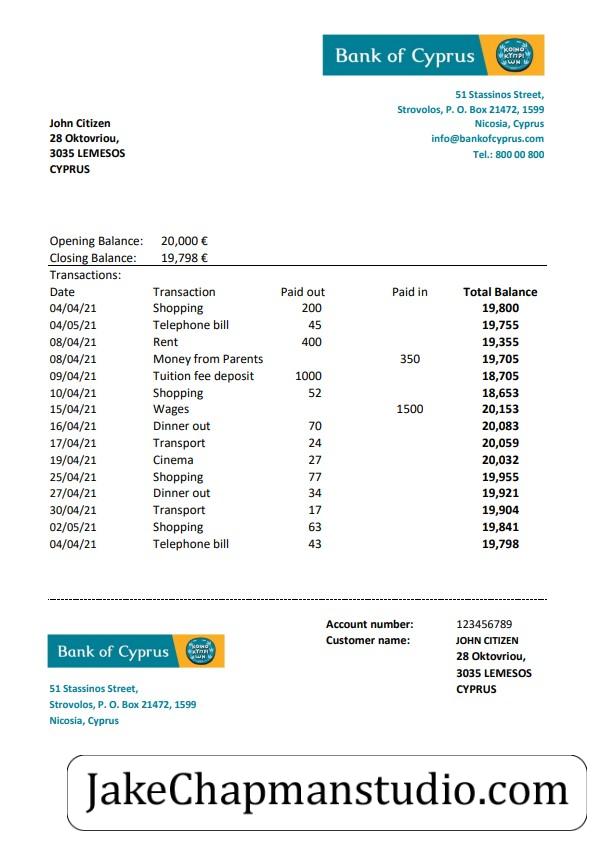 Bank of Cyprus
ΚΟΙΝΟ
ΚΥΠΡΙ
ΩΝ
51 Stassinos Street,
Strovolos, P. O. Box 21472, 1599
Nicosia, Cyprus
info@bankofcyprus.com
Tel.: 800 00 800
John Citizen
28 Oktovriou,
3035 LEMESOS
CYPRUS
Opening Balance: 20,000 €
Closing Balance: 19,798 €
Transactions:
Date Transaction Paid out Paid in Total Balance
04/04/21 Shopping 200 19,800
04/05/21 Telephone bill 45 19,755
08/04/21 Rent 400 19,355
08/04/21 Money from Parents 350 19,705
09/04/21 Tuition fee deposit 1000 18,705
10/04/21 Shopping 52 18,653
15/04/21 Wages 1500 20,153
16/04/21 Dinner out 70 20,083
17/04/21 Transport 24 20,059
19/04/21 Cinema 27 20,032
25/04/21 Shopping 77 19,955
27/04/21 Dinner out 34 19,921
30/04/21 Transport 17 19,904
02/05/21 Shopping 63 19,841
04/04/21 Telephone bill 43 19,798
Account number: 123456789
Customer name: JOHN CITIZEN
28 Oktovriou,
3035 LEMESOS
CYPRUS
Bank of Cyprus
ΚΟΙΝΟ
ΚΥΠΡΙ
ΩΝ
51 Stassinos Street,
Strovolos, P. O. Box 21472, 1599
Nicosia, Cyprus
JakeChapmanstudio.com